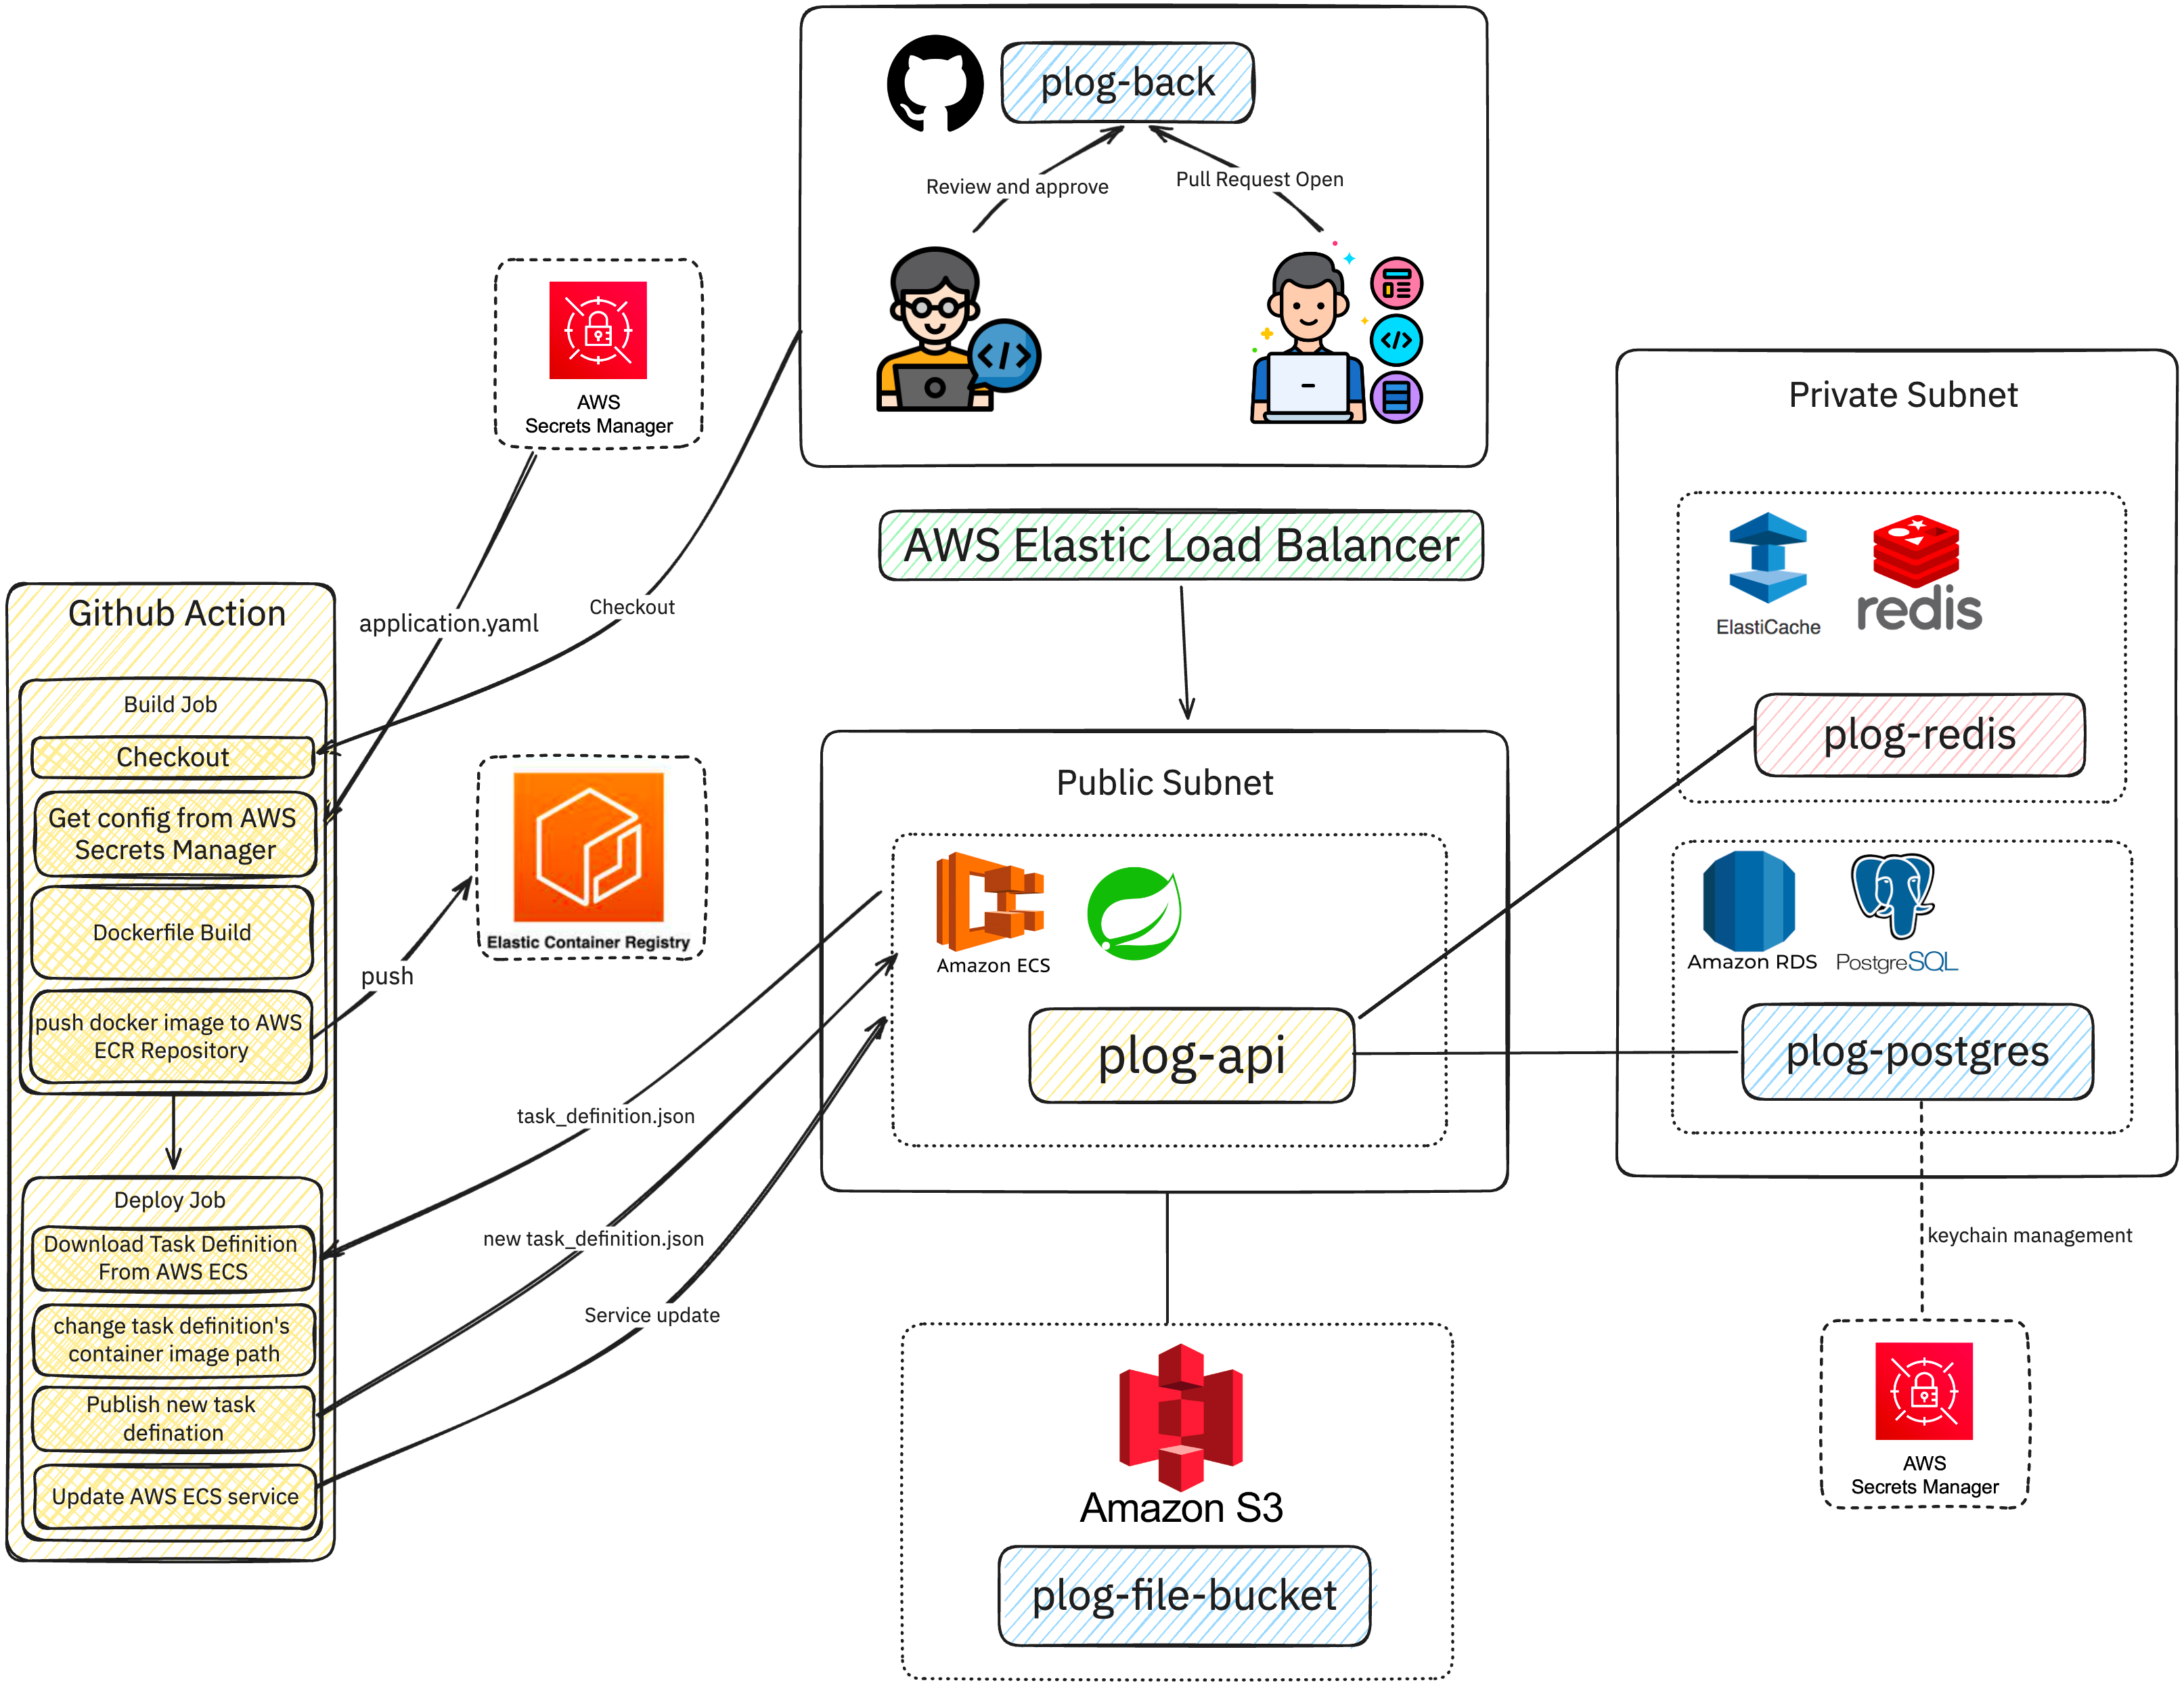 plog-back
Review and approve
Pull Request Open
AWS
Secrets Manager
application.yaml
Checkout
AWS Elastic Load Balancer
Github Action
Build Job
Checkout
Get config from AWS
Secrets Manager
Dockerfile Build
push docker image to AWS
ECR Repository
push
Elastic Container Registry
Deploy Job
Download Task Definition
From AWS ECS
change task definition's
container image path
Publish new task
defination
Update AWS ECS service
task_definition.json
new task_definition.json
Service update
Public Subnet
Amazon ECS
plog-api
Amazon S3
plog-file-bucket
Private Subnet
ElastiCache
redis
plog-redis
Amazon RDS
PostgreSQL
plog-postgres
keychain management
AWS
Secrets Manager